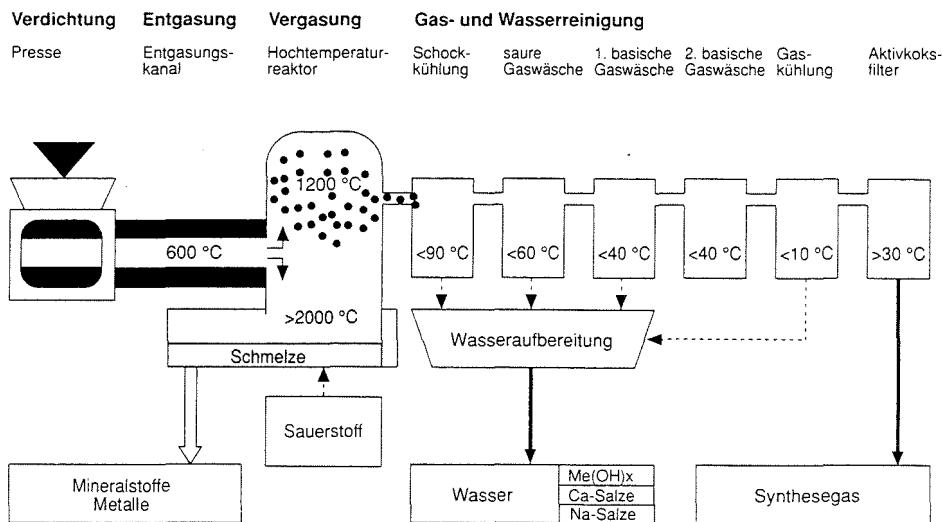 Verdichtung Entgasung Vergasung Gas- und Wasserreinigung
Presse Entgasungs- Hochtemperatur- Schock- saure 1. basische 2. basische Gas- Aktivkoks-
kanal reaktor kühlung Gaswäsche Gaswäsche Gaswäsche kühlung filter
1200 °C
600 °C <90 °C <60 °C <40 °C <40 °C <10 °C >30 °C
>2000 °C
Schmelze
Wasseraufbereitung
Sauerstoff
Mineralstoffe
Metalle
Wasser
Me(OH)x
Ca-Salze
Na-Salze
Synthesegas